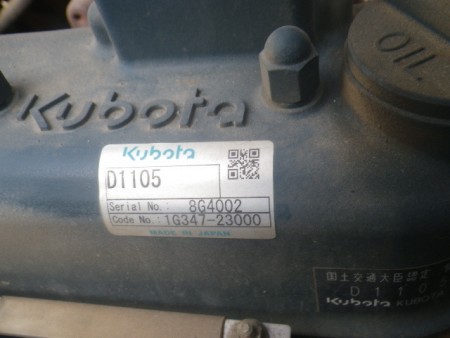 Kubota
OIL
Kubota
D1105
Serial No.: 8G4002
Code No.: 1G347-23000
MADE IN JAPAN
国土交通大臣認定
D110
Kubota KUBOTA